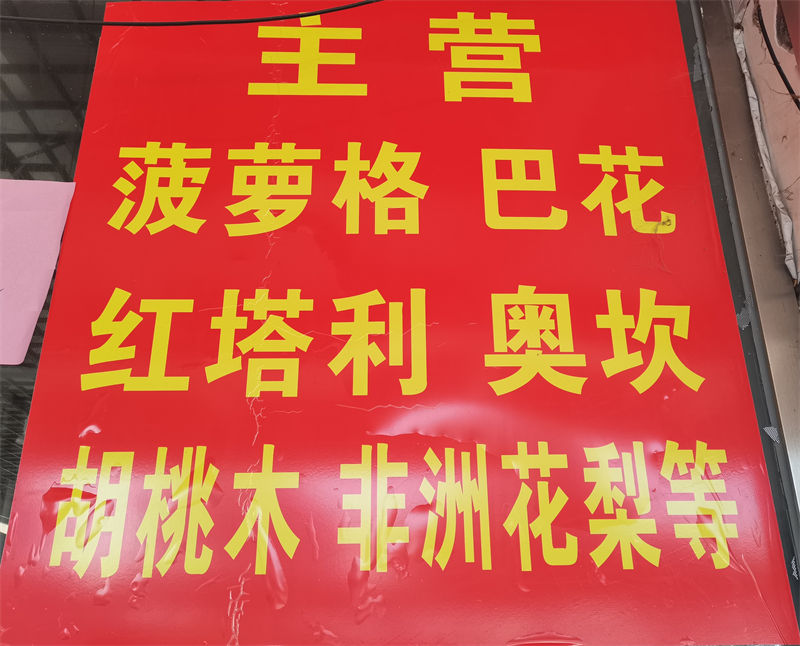 主营
菠萝格 巴花
红塔利 奥坎
胡桃木 非洲花梨等